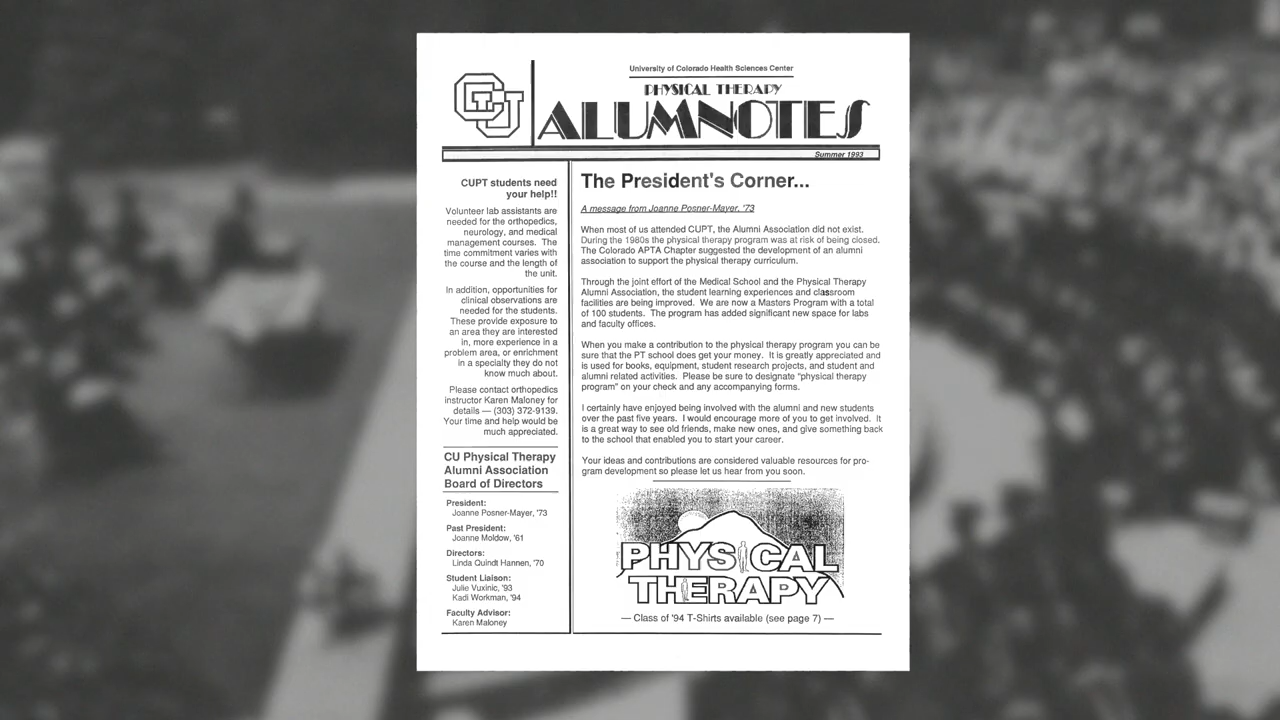 University of Colorado Health Sciences Center
CU
PHYSICAL THERAPY
ALUMNOTES
Summer 1993
CUPT students need
your help!!
Volunteer lab assistants are
needed for the orthopedics,
neurology, and medical
management courses. The
time commitment varies with
the course and the length of
the unit.
In addition, opportunities for
clinical observations are
needed for the students.
These provide exposure to
an area they are interested
in, more experience in a
problem area, or enrichment
in a specialty they do not
know much about.
Please contact orthopedics
instructor Karen Maloney for
details — (303) 372-9139.
Your time and help would be
much appreciated.
CU Physical Therapy
Alumni Association
Board of Directors
President:
Joanne Posner-Mayer, '73
Past President:
Joanne Moldow, '61
Directors:
Linda Quindt Hannen, '70
Student Liaison:
Julie Vuxinic, '93
Kadi Workman, '94
Faculty Advisor:
Karen Maloney
The President's Corner...
A message from Joanne Posner-Mayer, '73
When most of us attended CUPT, the Alumni Association did not exist.
During the 1980s the physical therapy program was at risk of being closed.
The Colorado APTA Chapter suggested the development of an alumni
association to support the physical therapy curriculum.
Through the joint effort of the Medical School and the Physical Therapy
Alumni Association, the student learning experiences and classroom
facilities are being improved. We are now a Masters Program with a total
of 100 students. The program has added significant new space for labs
and faculty offices.
When you make a contribution to the physical therapy program you can be
sure that the PT school does get your money. It is greatly appreciated and
is used for books, equipment, student research projects, and student and
alumni related activities. Please be sure to designate "physical therapy
program" on your check and any accompanying forms.
I certainly have enjoyed being involved with the alumni and new students
over the past five years. I would encourage more of you to get involved. It
is a great way to see old friends, make new ones, and give something back
to the school that enabled you to start your career.
Your ideas and contributions are considered valuable resources for pro-
gram development so please let us hear from you soon.
PHYSICAL
THERAPY
— Class of '94 T-Shirts available (see page 7) —